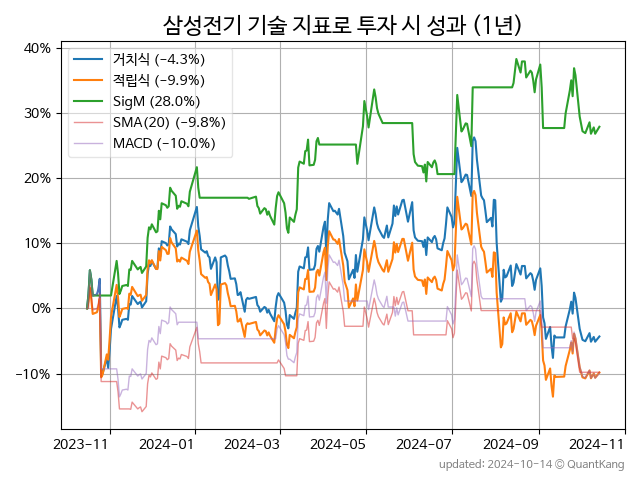 삼성전기 기술 지표로 투자 시 성과 (1년)
40%
30%
20%
10%
0%
−10%
거치식 (−4.3%)
적립식 (−9.9%)
SigM (28.0%)
SMA(20) (−9.8%)
MACD (−10.0%)
2023-11
2024-01
2024-03
2024-05
2024-07
2024-09
2024-11
updated: 2024-10-14 © QuantKang